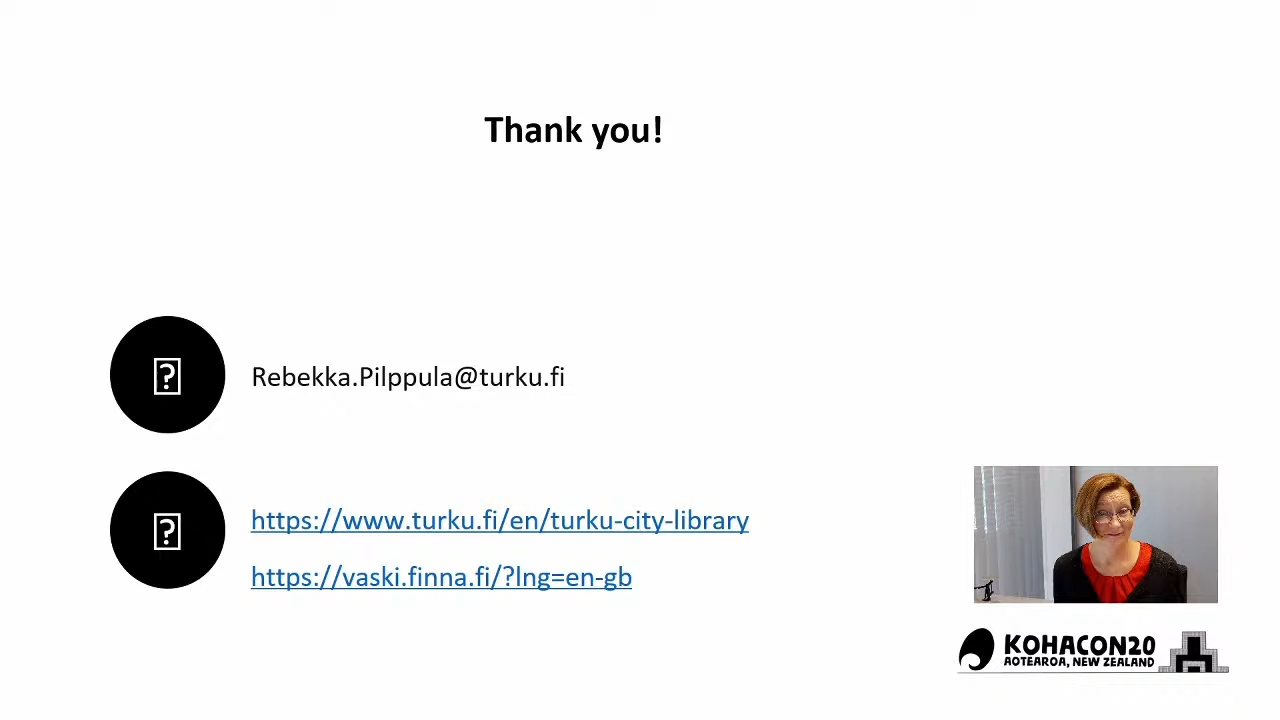 Thank you!
Rebekka.Pilppula@turku.fi
https://www.turku.fi/en/turku-city-library
https://vaski.finna.fi/?lng=en-gb
KOHACON20
AOTEAROA, NEW ZEALAND